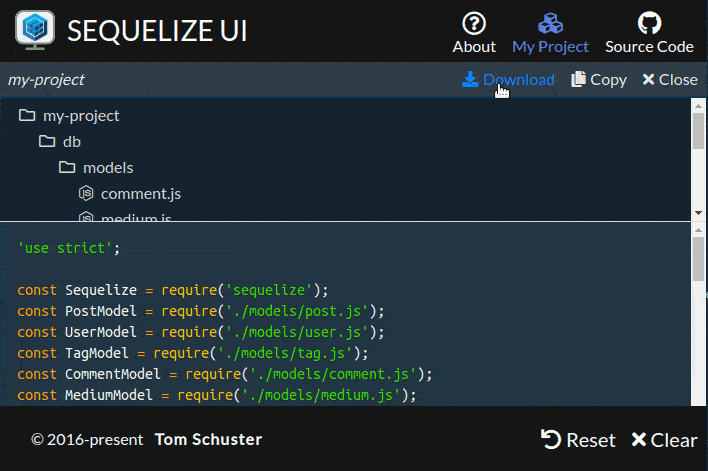 SEQUELIZE UI
About My Project Source Code
my-project Download Copy Close
my-project
db
models
JS comment.js
JS medium.js
'use strict';
const Sequelize = require('sequelize');
const PostModel = require('./models/post.js');
const UserModel = require('./models/user.js');
const TagModel = require('./models/tag.js');
const CommentModel = require('./models/comment.js');
const MediumModel = require('./models/medium.js');
© 2016-present Tom Schuster Reset Clear